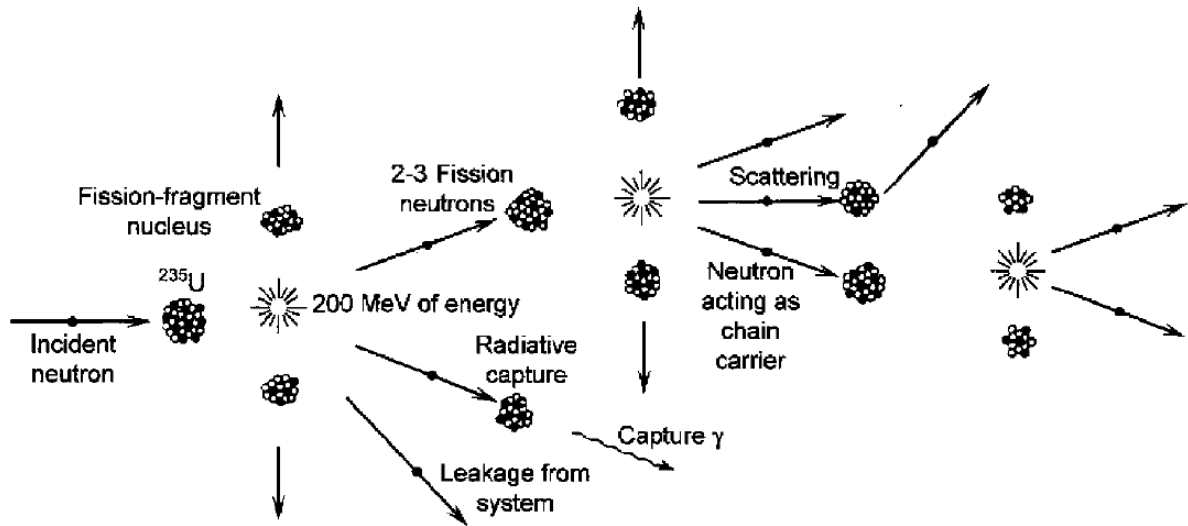 Fission-fragment
nucleus
2-3 Fission
neutrons
Scattering
²³⁵U
200 MeV of energy
Incident
neutron
Neutron
acting as
chain
carrier
Radiative
capture
Capture γ
Leakage from
system